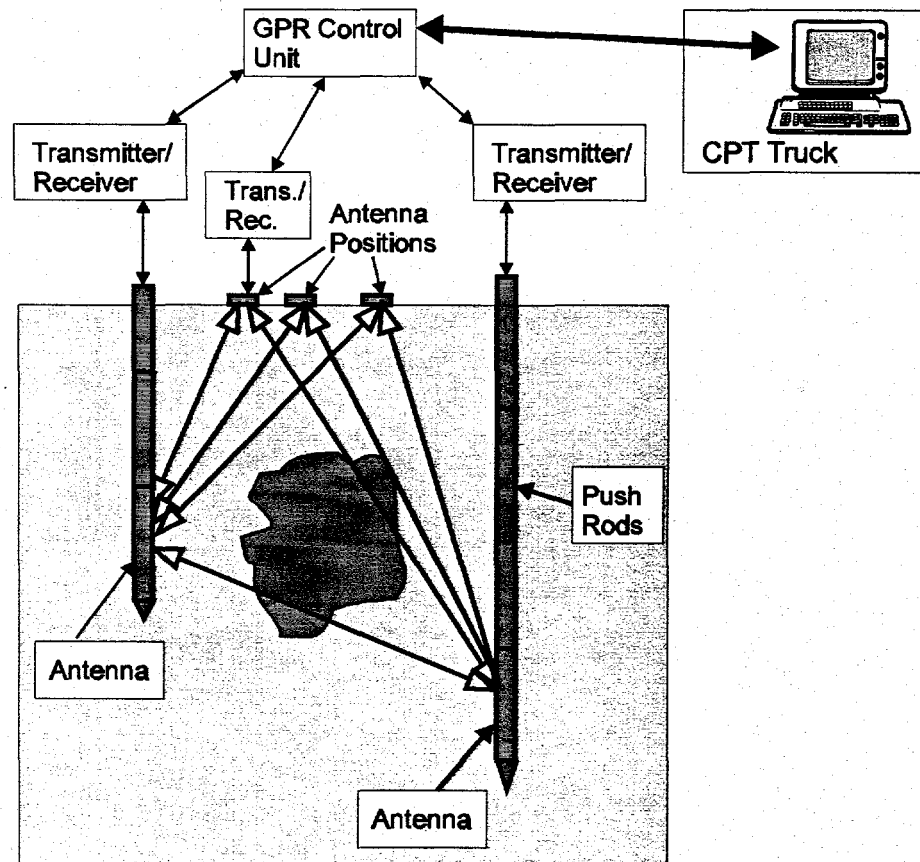 GPR Control
Unit
CPT Truck
Transmitter/
Receiver
Trans./
Rec.
Transmitter/
Receiver
Antenna
Positions
Push
Rods
Antenna
Antenna